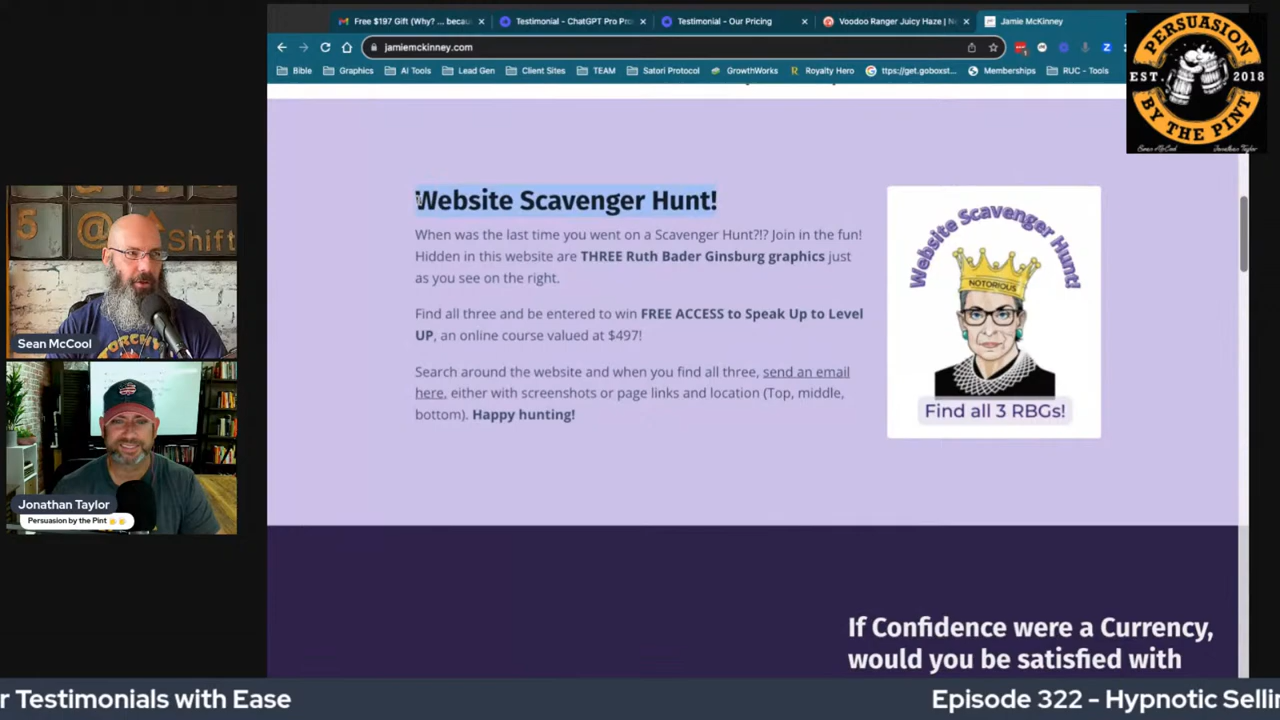 Free $197 Gift (Why? ... becau
Testimonial - ChatGPT Pro Pro
Testimonial - Our Pricing
Voodoo Ranger Juicy Haze | N
Jamie McKinney
jamiemckinney.com
Bible
Graphics
AI Tools
Lead Gen
Client Sites
TEAM
Satori Protocol
GrowthWorks
Royalty Hero
ttps://get.goboxst...
Memberships
RUC - Tools
PERSUASION
EST. 2018
BY THE PINT
Sean McCool
Jonathan Taylor
5 @ Shift
Sean McCool
Jonathan Taylor
Persuasion by the Pint
Website Scavenger Hunt!
When was the last time you went on a Scavenger Hunt?!? Join in the fun!
Hidden in this website are THREE Ruth Bader Ginsburg graphics just
as you see on the right.
Find all three and be entered to win FREE ACCESS to Speak Up to Level
UP, an online course valued at $497!
Search around the website and when you find all three, send an email
here, either with screenshots or page links and location (Top, middle,
bottom). Happy hunting!
Website Scavenger Hunt!
NOTORIOUS
Find all 3 RBGs!
If Confidence were a Currency,
would you be satisfied with
r Testimonials with Ease
Episode 322 - Hypnotic Sellin